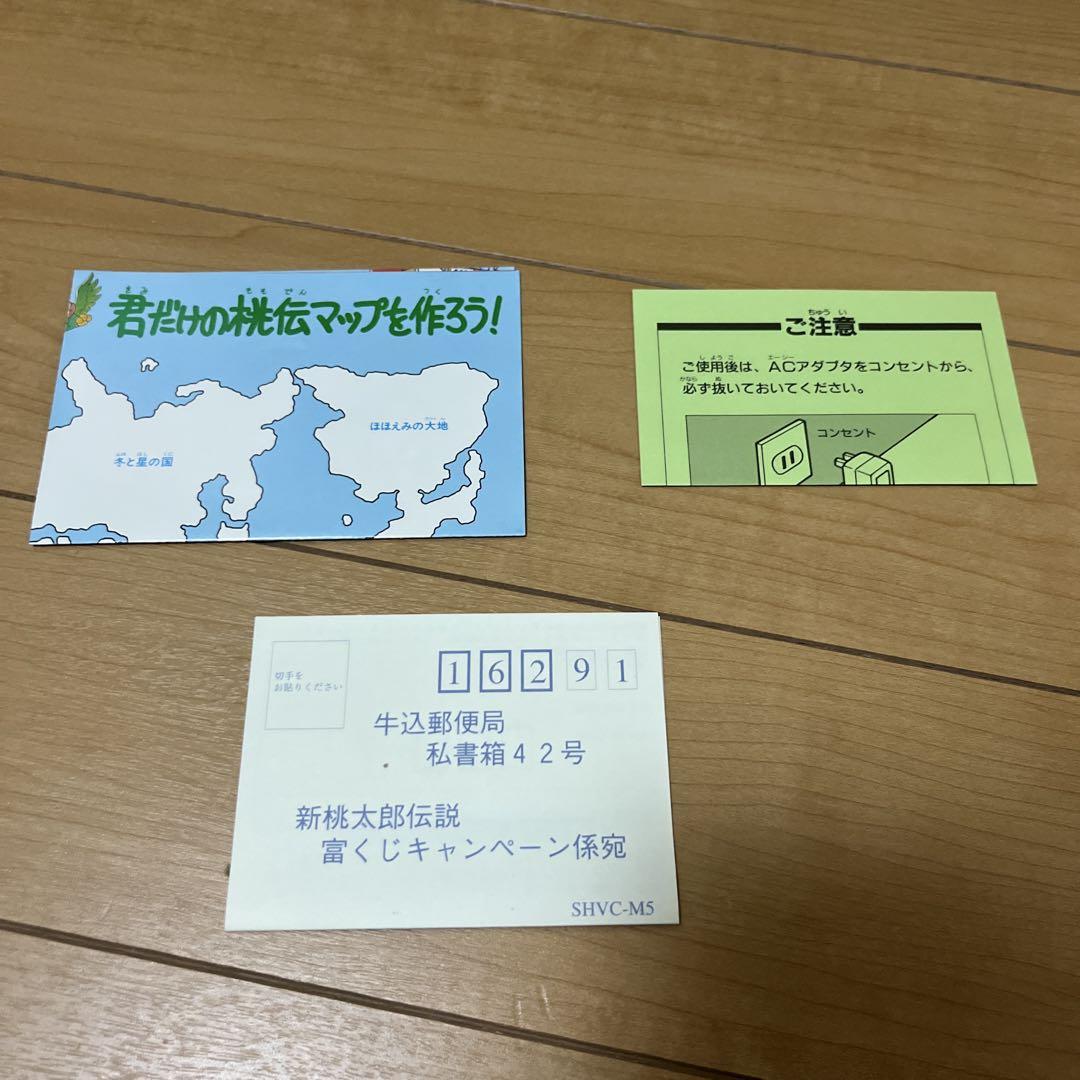 君だけの桃伝マップを作ろう!
ほほえみの大地
冬と星の国
ご注意
ご使用後は、ACアダプタをコンセントから、
必ず抜いておいてください。
コンセント
切手を
お貼りください
16291
牛込郵便局
私書箱42号
新桃太郎伝説
富くじキャンペーン係宛
SHVC-M5